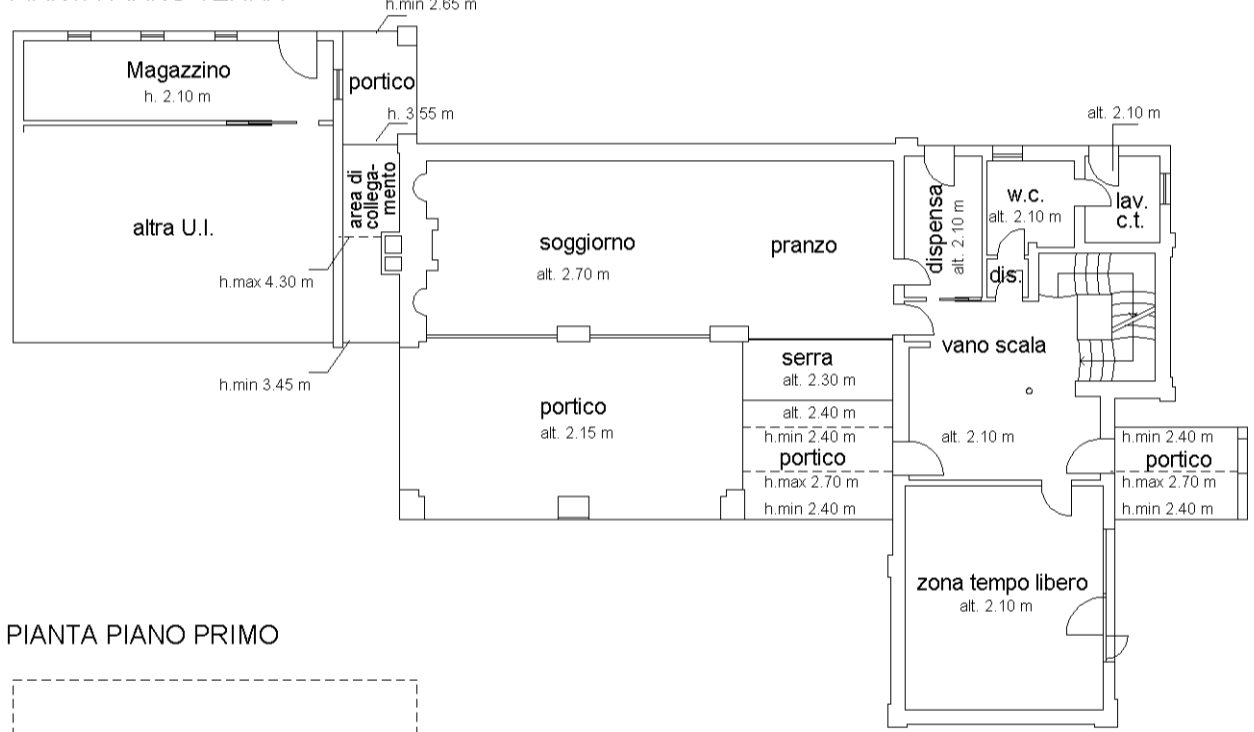 h.min 2.65 m
Magazzino
h. 2.10 m
portico
h. 3.55 m
alt. 2.10 m
area di
collega-
mento
altra U.I.
h.max 4.30 m
h.min 3.45 m
soggiorno
alt. 2.70 m
pranzo
dispensa
alt. 2.10 m
w.c.
alt. 2.10 m
lav.
c.t.
dis.
vano scala
alt. 2.10 m
serra
alt. 2.30 m
portico
alt. 2.15 m
alt. 2.40 m
h.min 2.40 m
portico
h.max 2.70 m
h.min 2.40 m
h.min 2.40 m
portico
h.max 2.70 m
h.min 2.40 m
zona tempo libero
alt. 2.10 m
PIANTA PIANO PRIMO